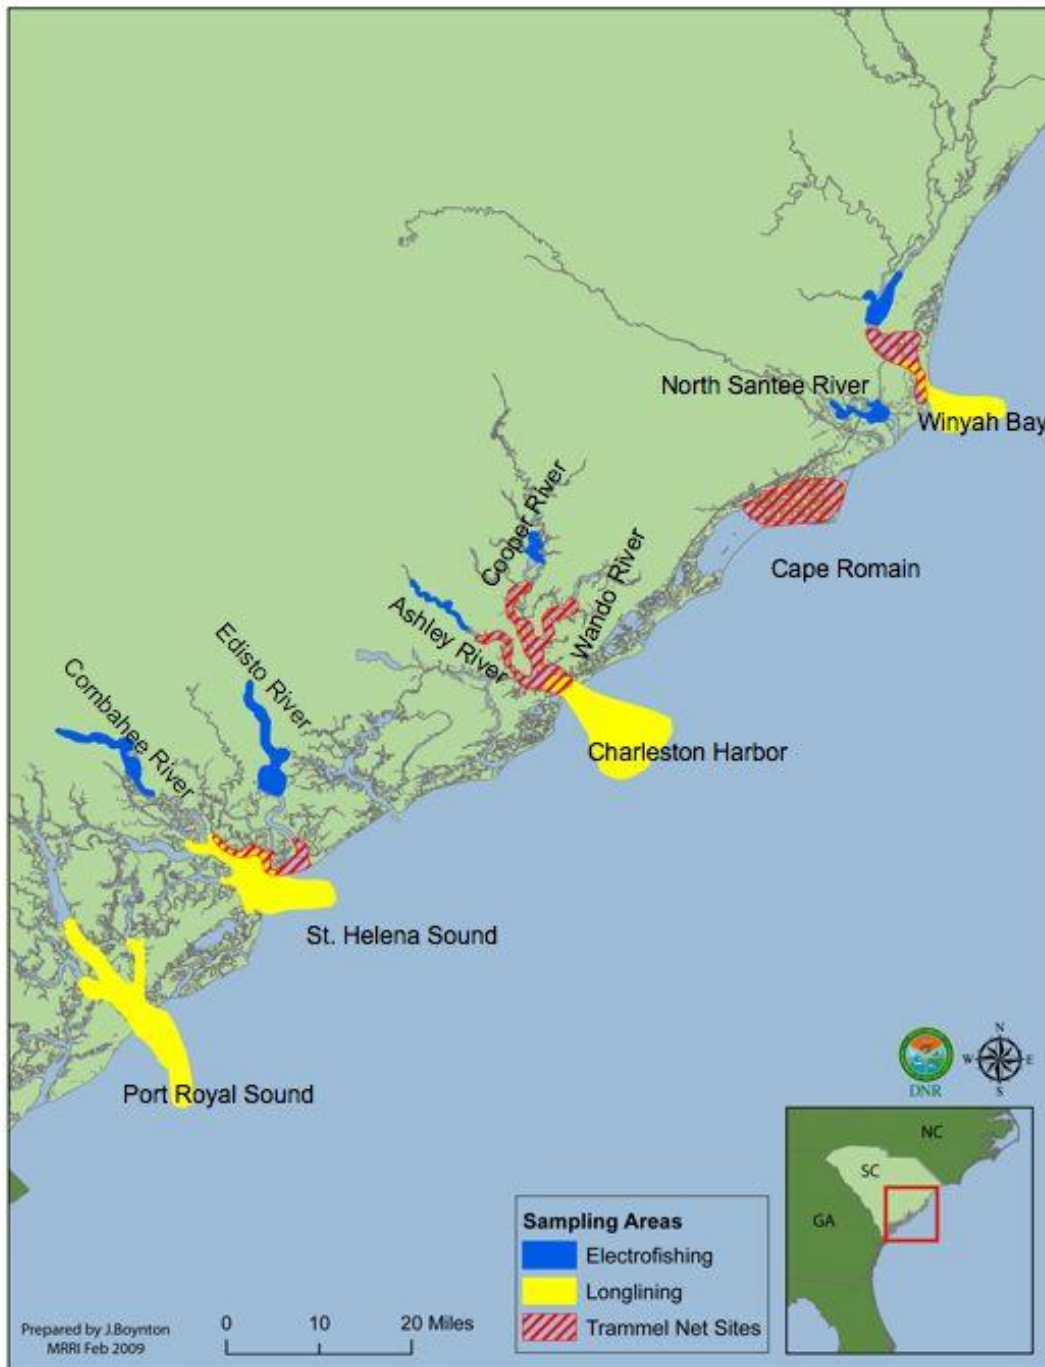 North Santee River
Winyah Bay
Cape Romain
Cooper River
Wando River
Ashley River
Edisto River
Combahee River
Charleston Harbor
St. Helena Sound
Port Royal Sound
DNR
N
W
E
S
NC
SC
GA
Sampling Areas
Electrofishing
Longlining
Trammel Net Sites
0 10 20 Miles
Prepared by J.Boynton
MRRI Feb 2009